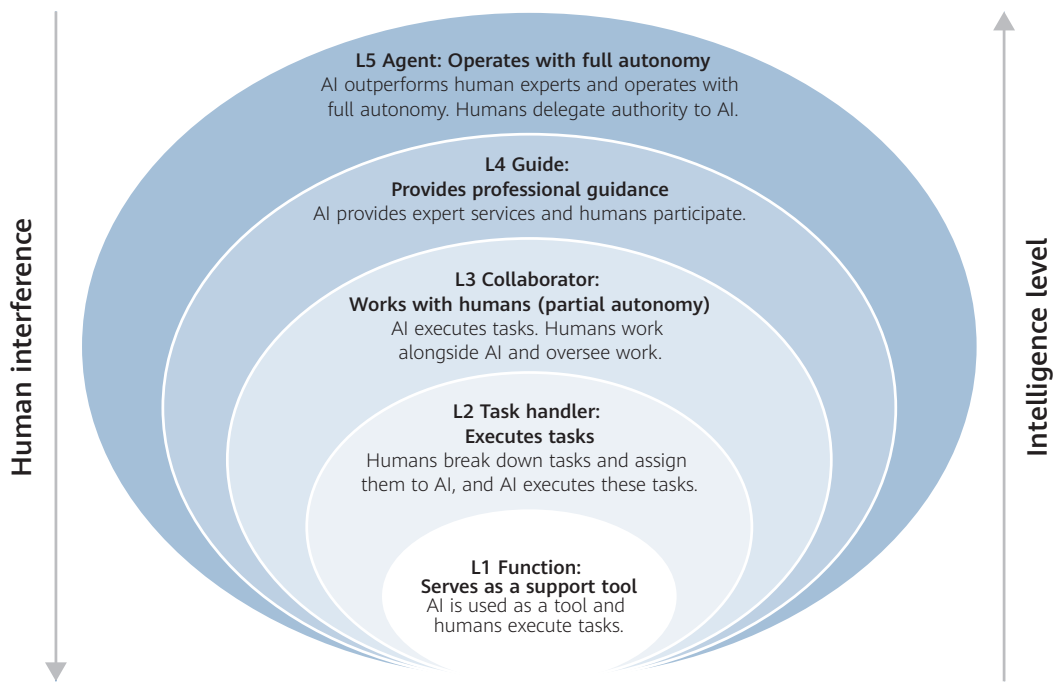 L5 Agent: Operates with full autonomy
AI outperforms human experts and operates with
full autonomy. Humans delegate authority to AI.
L4 Guide:
Provides professional guidance
AI provides expert services and humans participate.
L3 Collaborator:
Works with humans (partial autonomy)
AI executes tasks. Humans work
alongside AI and oversee work.
L2 Task handler:
Executes tasks
Humans break down tasks and assign
them to AI, and AI executes these tasks.
L1 Function:
Serves as a support tool
AI is used as a tool and
humans execute tasks.
Human interference
Intelligence level